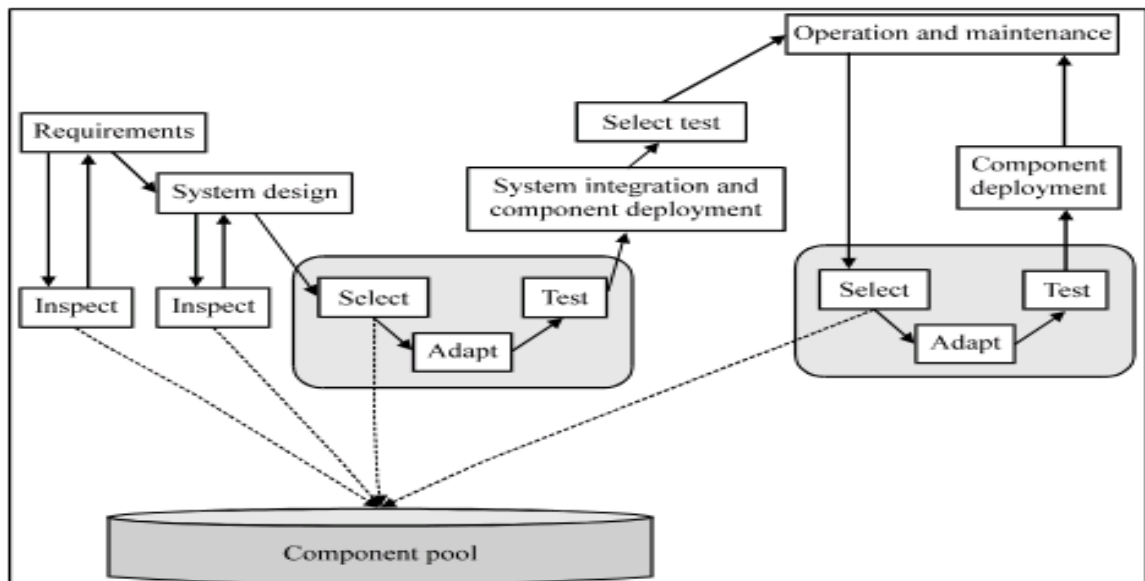 Operation and maintenance
Requirements
Select test
System design
System integration and
component deployment
Component
deployment
Inspect
Inspect
Select
Test
Adapt
Select
Test
Adapt
Component pool